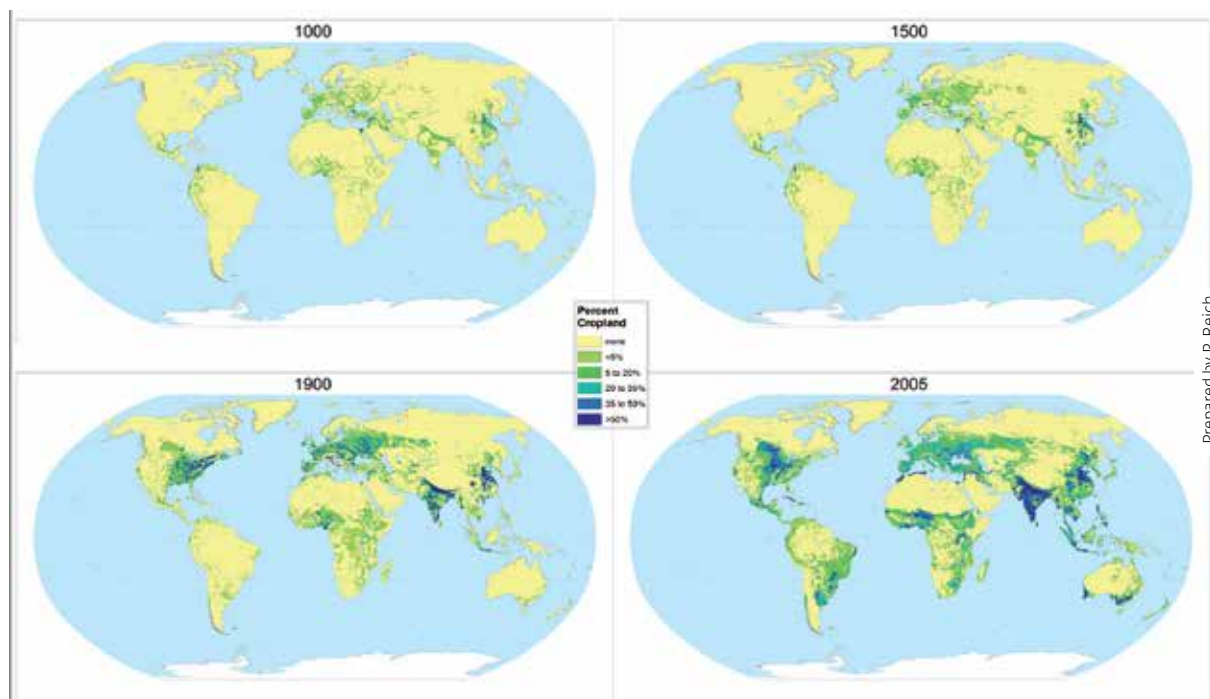 1000
1500
Percent
Cropland
none
<5%
5 to 20%
20 to 35%
35 to 50%
>50%
1900
2005
Prepared by P. Reich